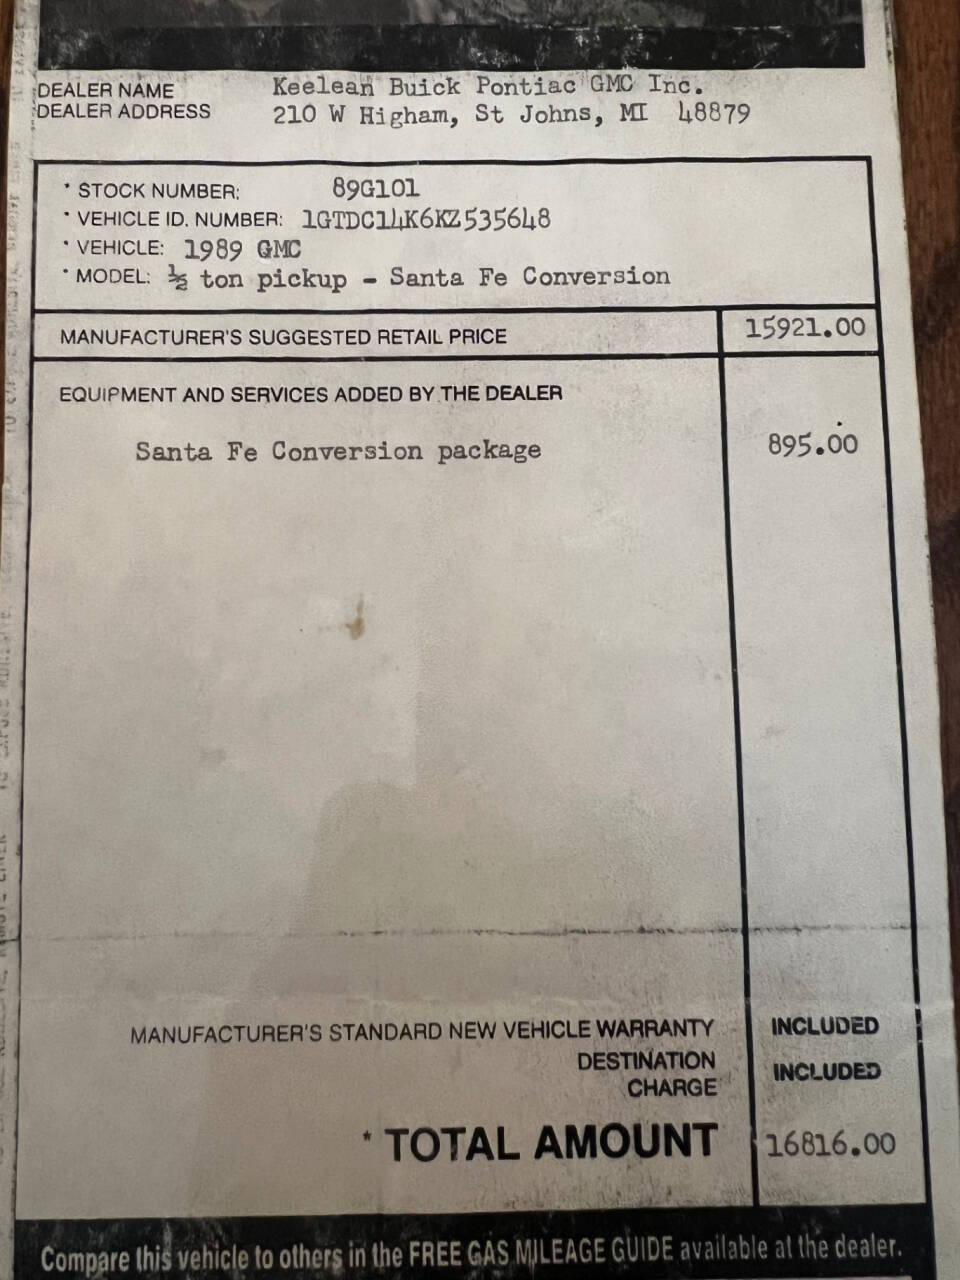 DEALER NAME Keelean Buick Pontiac GMC Inc.
DEALER ADDRESS 210 W Higham, St Johns, MI 48879
* STOCK NUMBER: 89G101
* VEHICLE ID. NUMBER: 1GTDC14K6KZ535648
* VEHICLE: 1989 GMC
* MODEL: ½ ton pickup - Santa Fe Conversion
MANUFACTURER'S SUGGESTED RETAIL PRICE 15921.00
EQUIPMENT AND SERVICES ADDED BY THE DEALER
Santa Fe Conversion package 895.00
MANUFACTURER'S STANDARD NEW VEHICLE WARRANTY INCLUDED
DESTINATION
CHARGE INCLUDED
* TOTAL AMOUNT 16816.00
Compare this vehicle to others in the FREE GAS MILEAGE GUIDE available at the dealer.